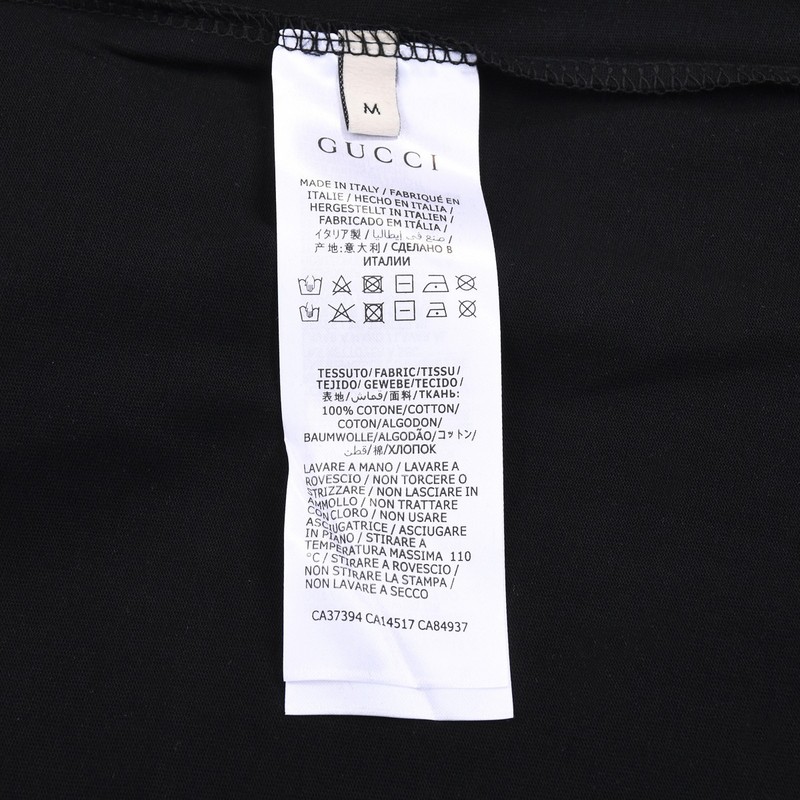 M
GUCCI
MADE IN ITALY / FABRIQUÉ EN
ITALIE / HECHO EN ITALIA /
HERGESTELLT IN ITALIEN /
FABRICADO EM ITÁLIA /
イタリア製 / صنع في إيطاليا /
产地:意大利 / СДЕЛАНО В
ИТАЛИИ
TESSUTO/FABRIC/TISSU/
TEJIDO/GEWEBE/TECIDO/
表地/قماش/面料/ТКАНЬ:
100% COTONE/COTTON/
COTON/ALGODON/
BAUMWOLLE/ALGODÃO/コットン/
قطن/棉/ХЛОПОК
LAVARE A MANO / LAVARE A
ROVESCIO / NON TORCERE O
STRIZZARE / NON LASCIARE IN
AMMOLLO / NON TRATTARE
CON CLORO / NON USARE
ASCIUGATRICE / ASCIUGARE
IN PIANO / STIRARE A
TEMPERATURA MASSIMA 110
°C / STIRARE A ROVESCIO /
NON STIRARE LA STAMPA /
NON LAVARE A SECCO
CA37394 CA14517 CA84937